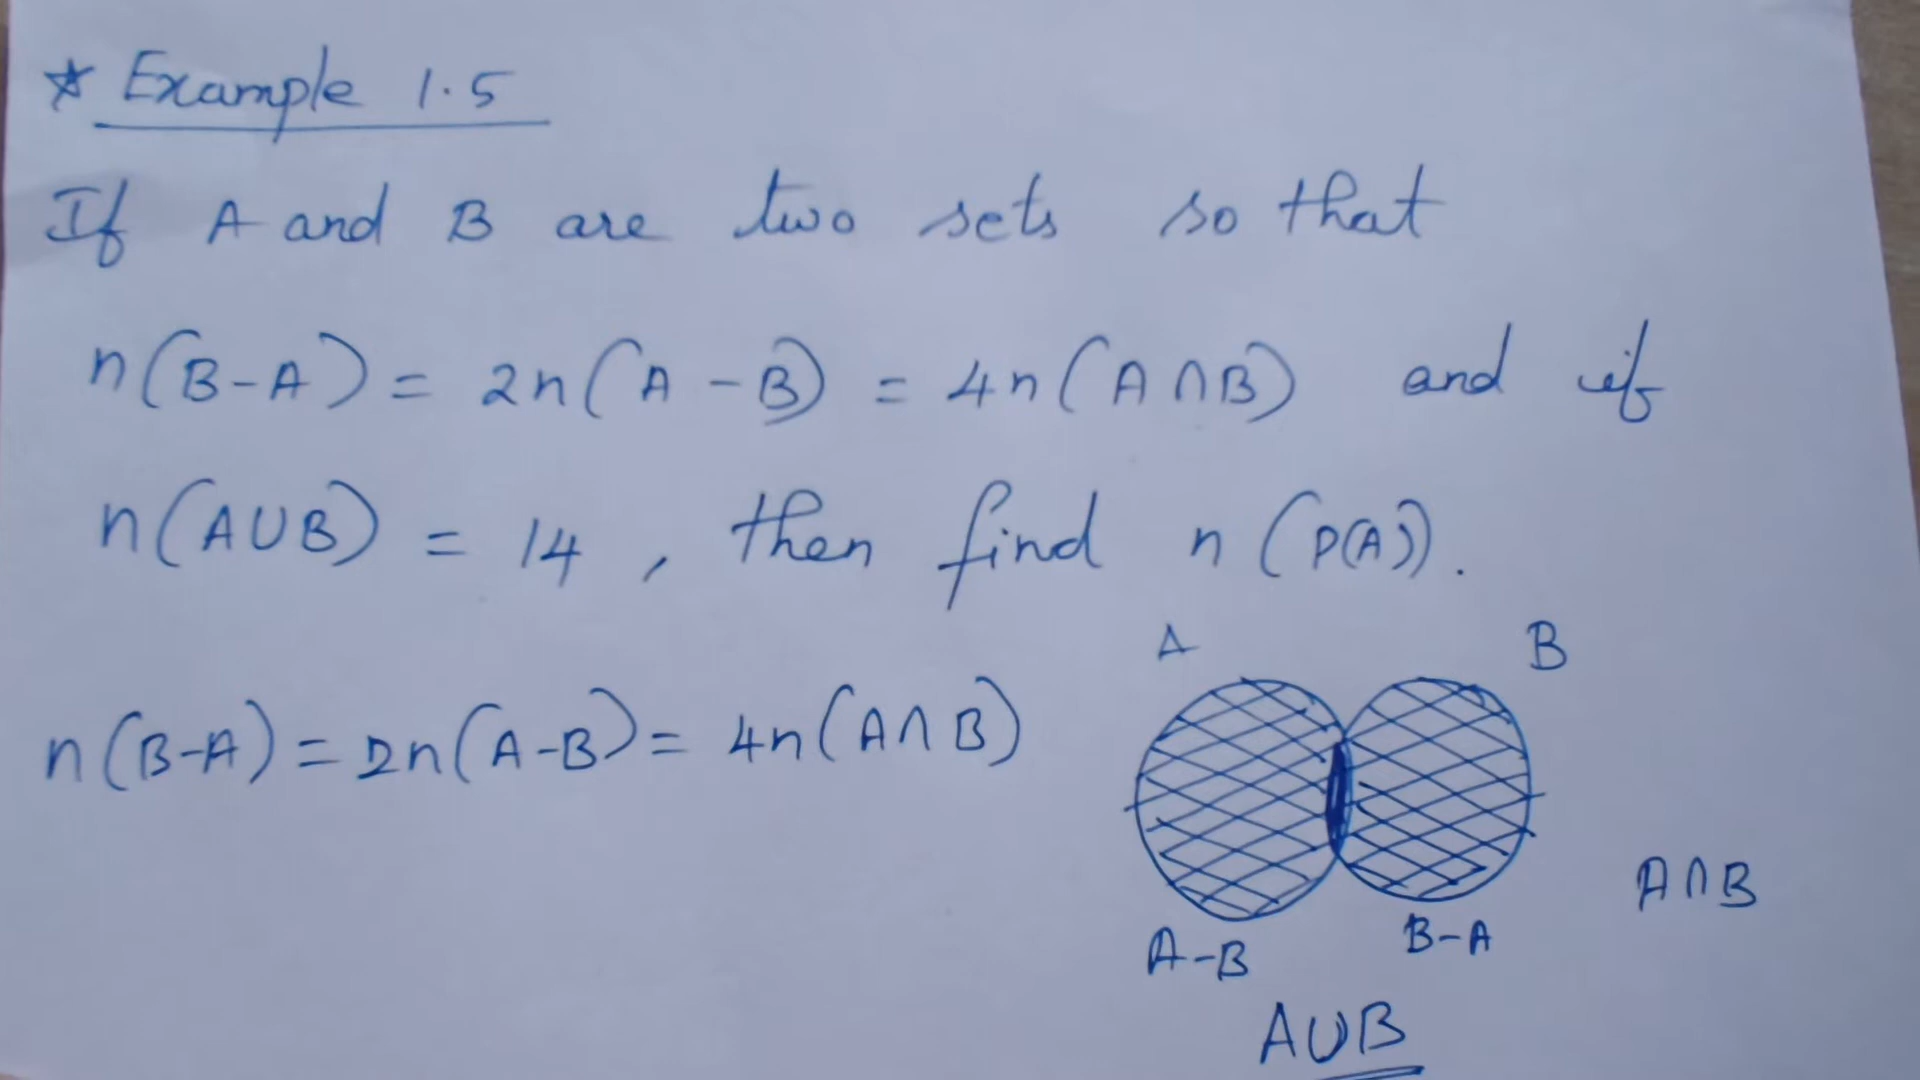 * Example 1.5
If A and B are two sets so that
n(B-A) = 2n(A-B) = 4n(A∩B) and if
n(A∪B) = 14, then find n(P(A)).
n(B-A) = 2n(A-B) = 4n(A∩B)
A B
A∩B
A-B B-A
A∪B